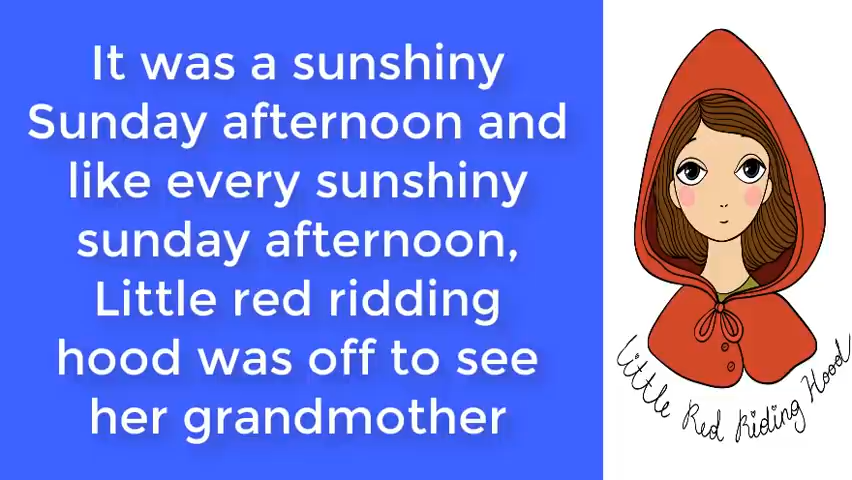 It was a sunshiny
Sunday afternoon and
like every sunshiny
sunday afternoon,
Little red ridding
hood was off to see
her grandmother
Little Red Riding Hood